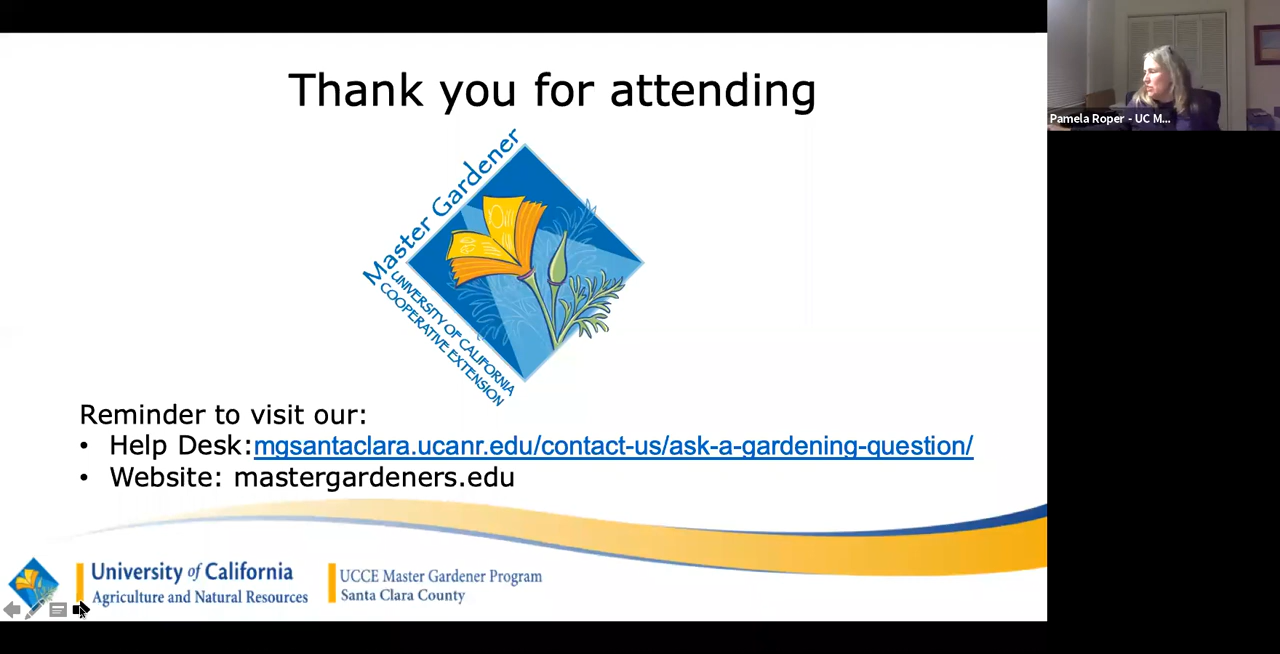 Thank you for attending
Master Gardener
UNIVERSITY OF CALIFORNIA
COOPERATIVE EXTENSION
Reminder to visit our:
• Help Desk:mgsantaclara.ucanr.edu/contact-us/ask-a-gardening-question/
• Website: mastergardeners.edu
University of California
Agriculture and Natural Resources
UCCE Master Gardener Program
Santa Clara County
Pamela Roper - UC M...